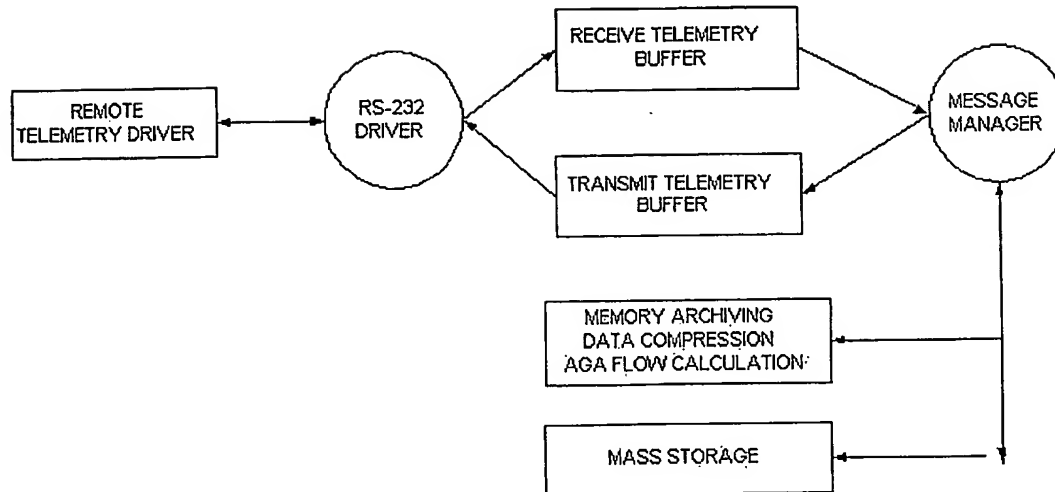 RECEIVE TELEMETRY
BUFFER
REMOTE
TELEMETRY DRIVER
RS-232
DRIVER
MESSAGE
MANAGER
TRANSMIT TELEMETRY
BUFFER
MEMORY ARCHIVING
DATA COMPRESSION
AGA FLOW CALCULATION
MASS STORAGE